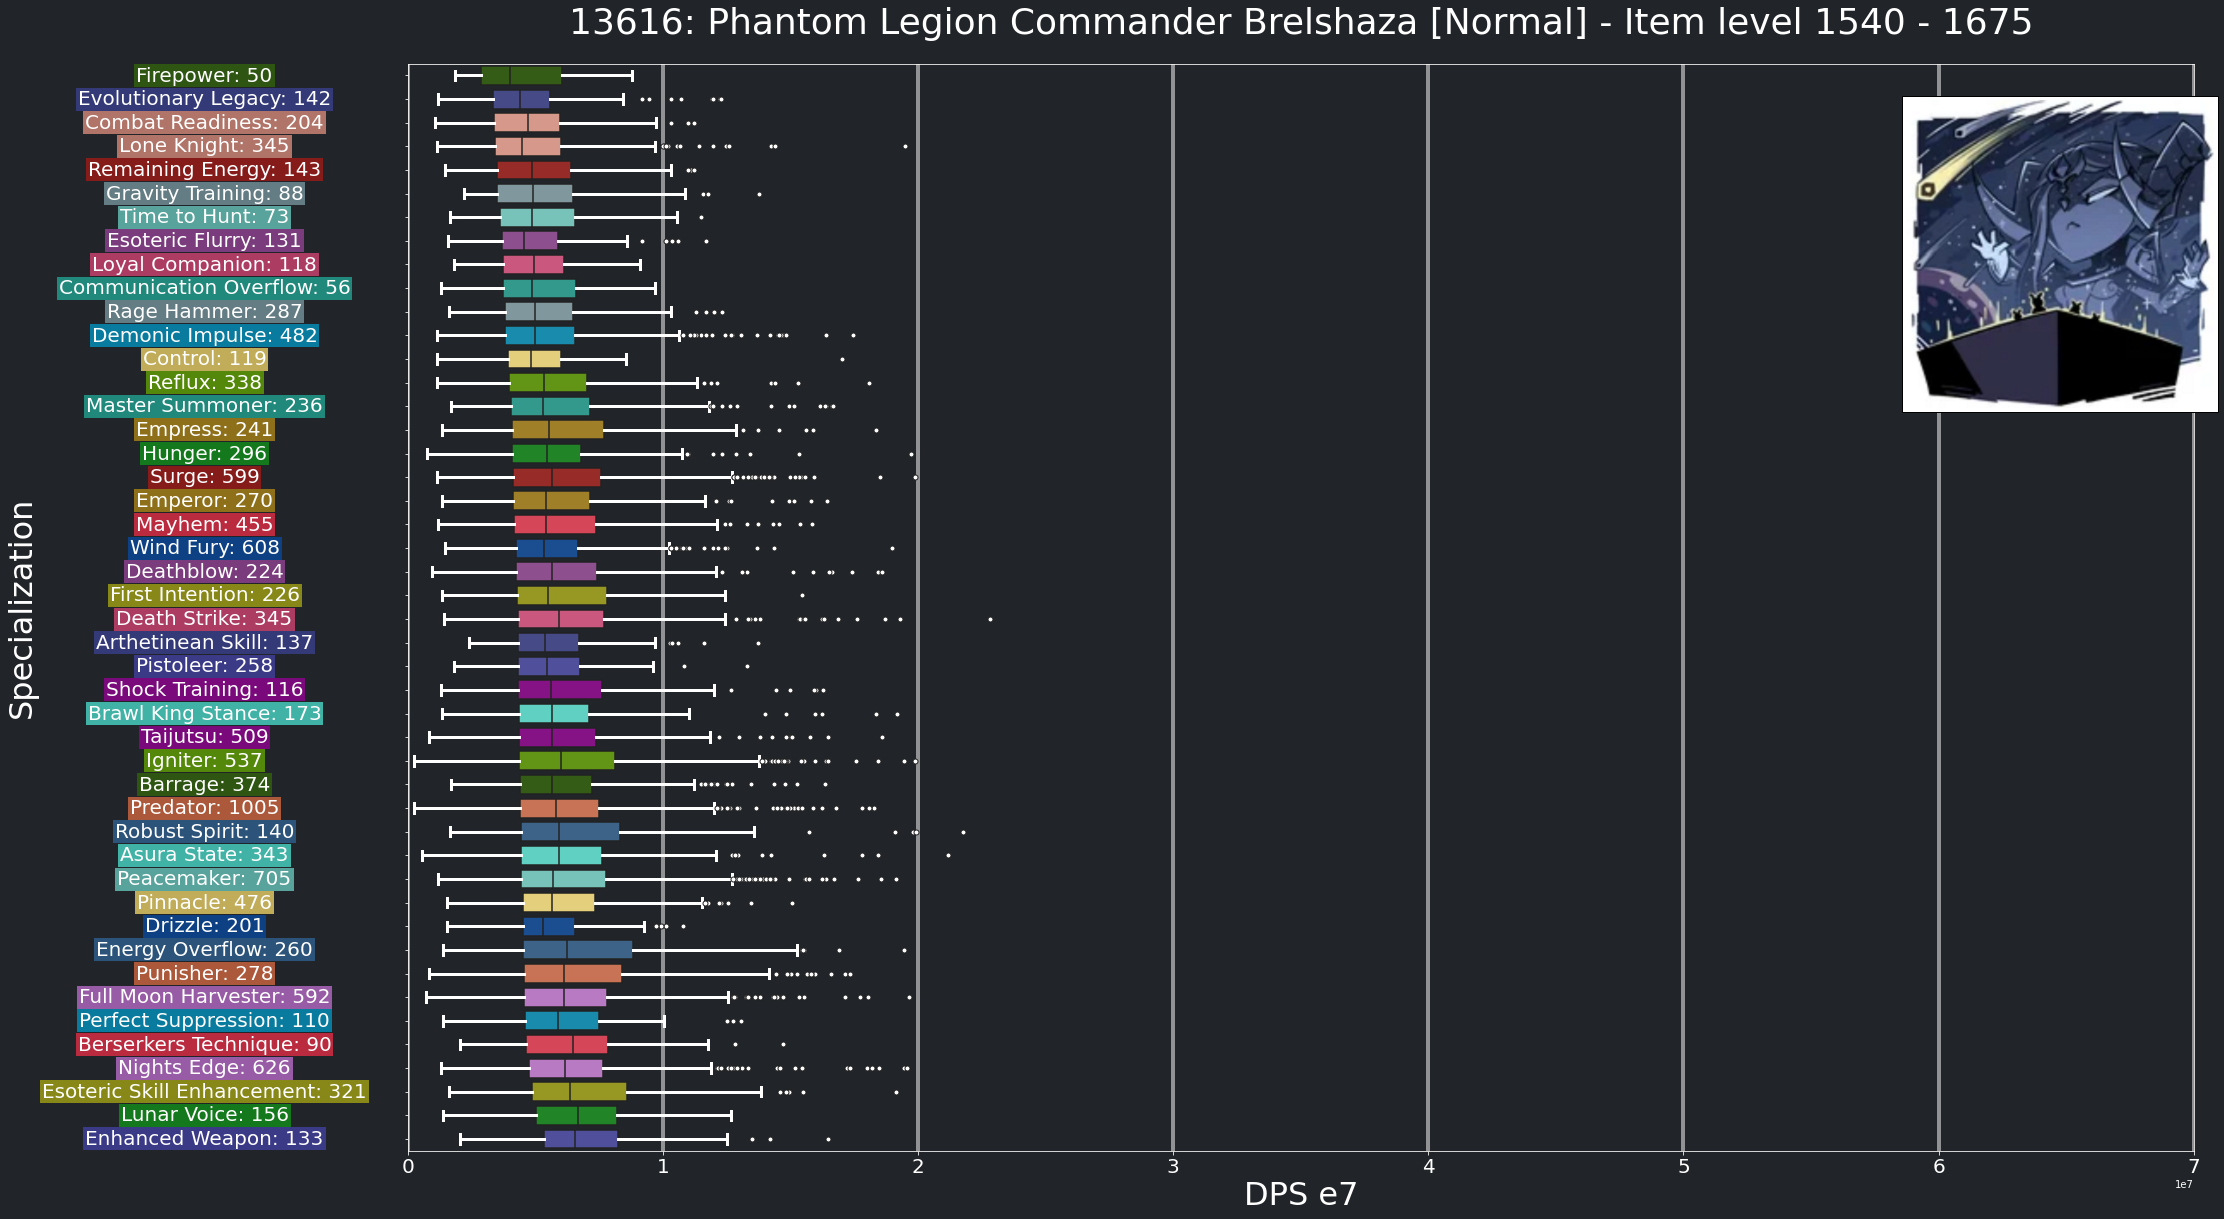 13616: Phantom Legion Commander Brelshaza [Normal] - Item level 1540 - 1675
Specialization
Firepower: 50
Evolutionary Legacy: 142
Combat Readiness: 204
Lone Knight: 345
Remaining Energy: 143
Gravity Training: 88
Time to Hunt: 73
Esoteric Flurry: 131
Loyal Companion: 118
Communication Overflow: 56
Rage Hammer: 287
Demonic Impulse: 482
Control: 119
Reflux: 338
Master Summoner: 236
Empress: 241
Hunger: 296
Surge: 599
Emperor: 270
Mayhem: 455
Wind Fury: 608
Deathblow: 224
First Intention: 226
Death Strike: 345
Arthetinean Skill: 137
Pistoleer: 258
Shock Training: 116
Brawl King Stance: 173
Taijutsu: 509
Igniter: 537
Barrage: 374
Predator: 1005
Robust Spirit: 140
Asura State: 343
Peacemaker: 705
Pinnacle: 476
Drizzle: 201
Energy Overflow: 260
Punisher: 278
Full Moon Harvester: 592
Perfect Suppression: 110
Berserkers Technique: 90
Nights Edge: 626
Esoteric Skill Enhancement: 321
Lunar Voice: 156
Enhanced Weapon: 133
0 1 2 3 4 5 6 7
1e7
DPS e7